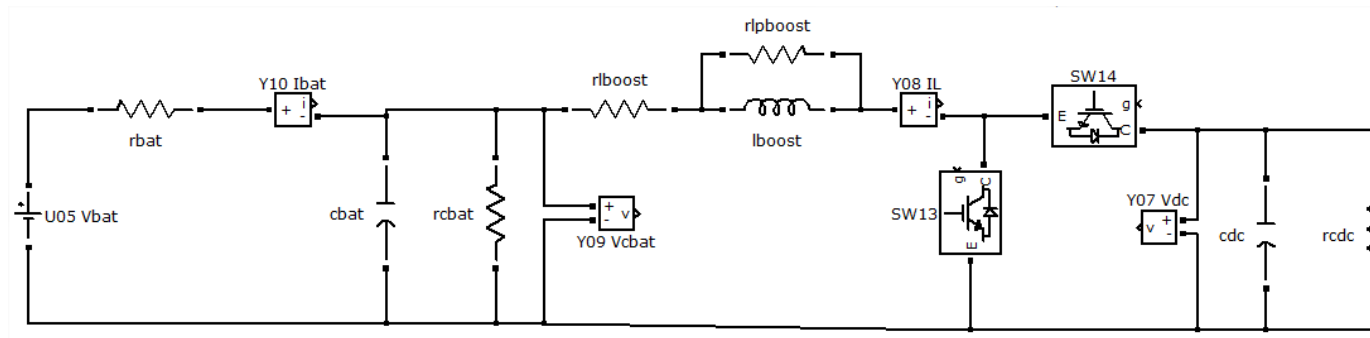 rlpboost
SW14
Y10 Ibat
rlboost
Y08 IL
+
i
-
+
i
-
g
E
C
rbat
lboost
g
C
U05 Vbat
cbat
rcbat
+
-
v
SW13
Y07 Vdc
+
-
v
Y09 Vcbat
E
cdc
rcdc